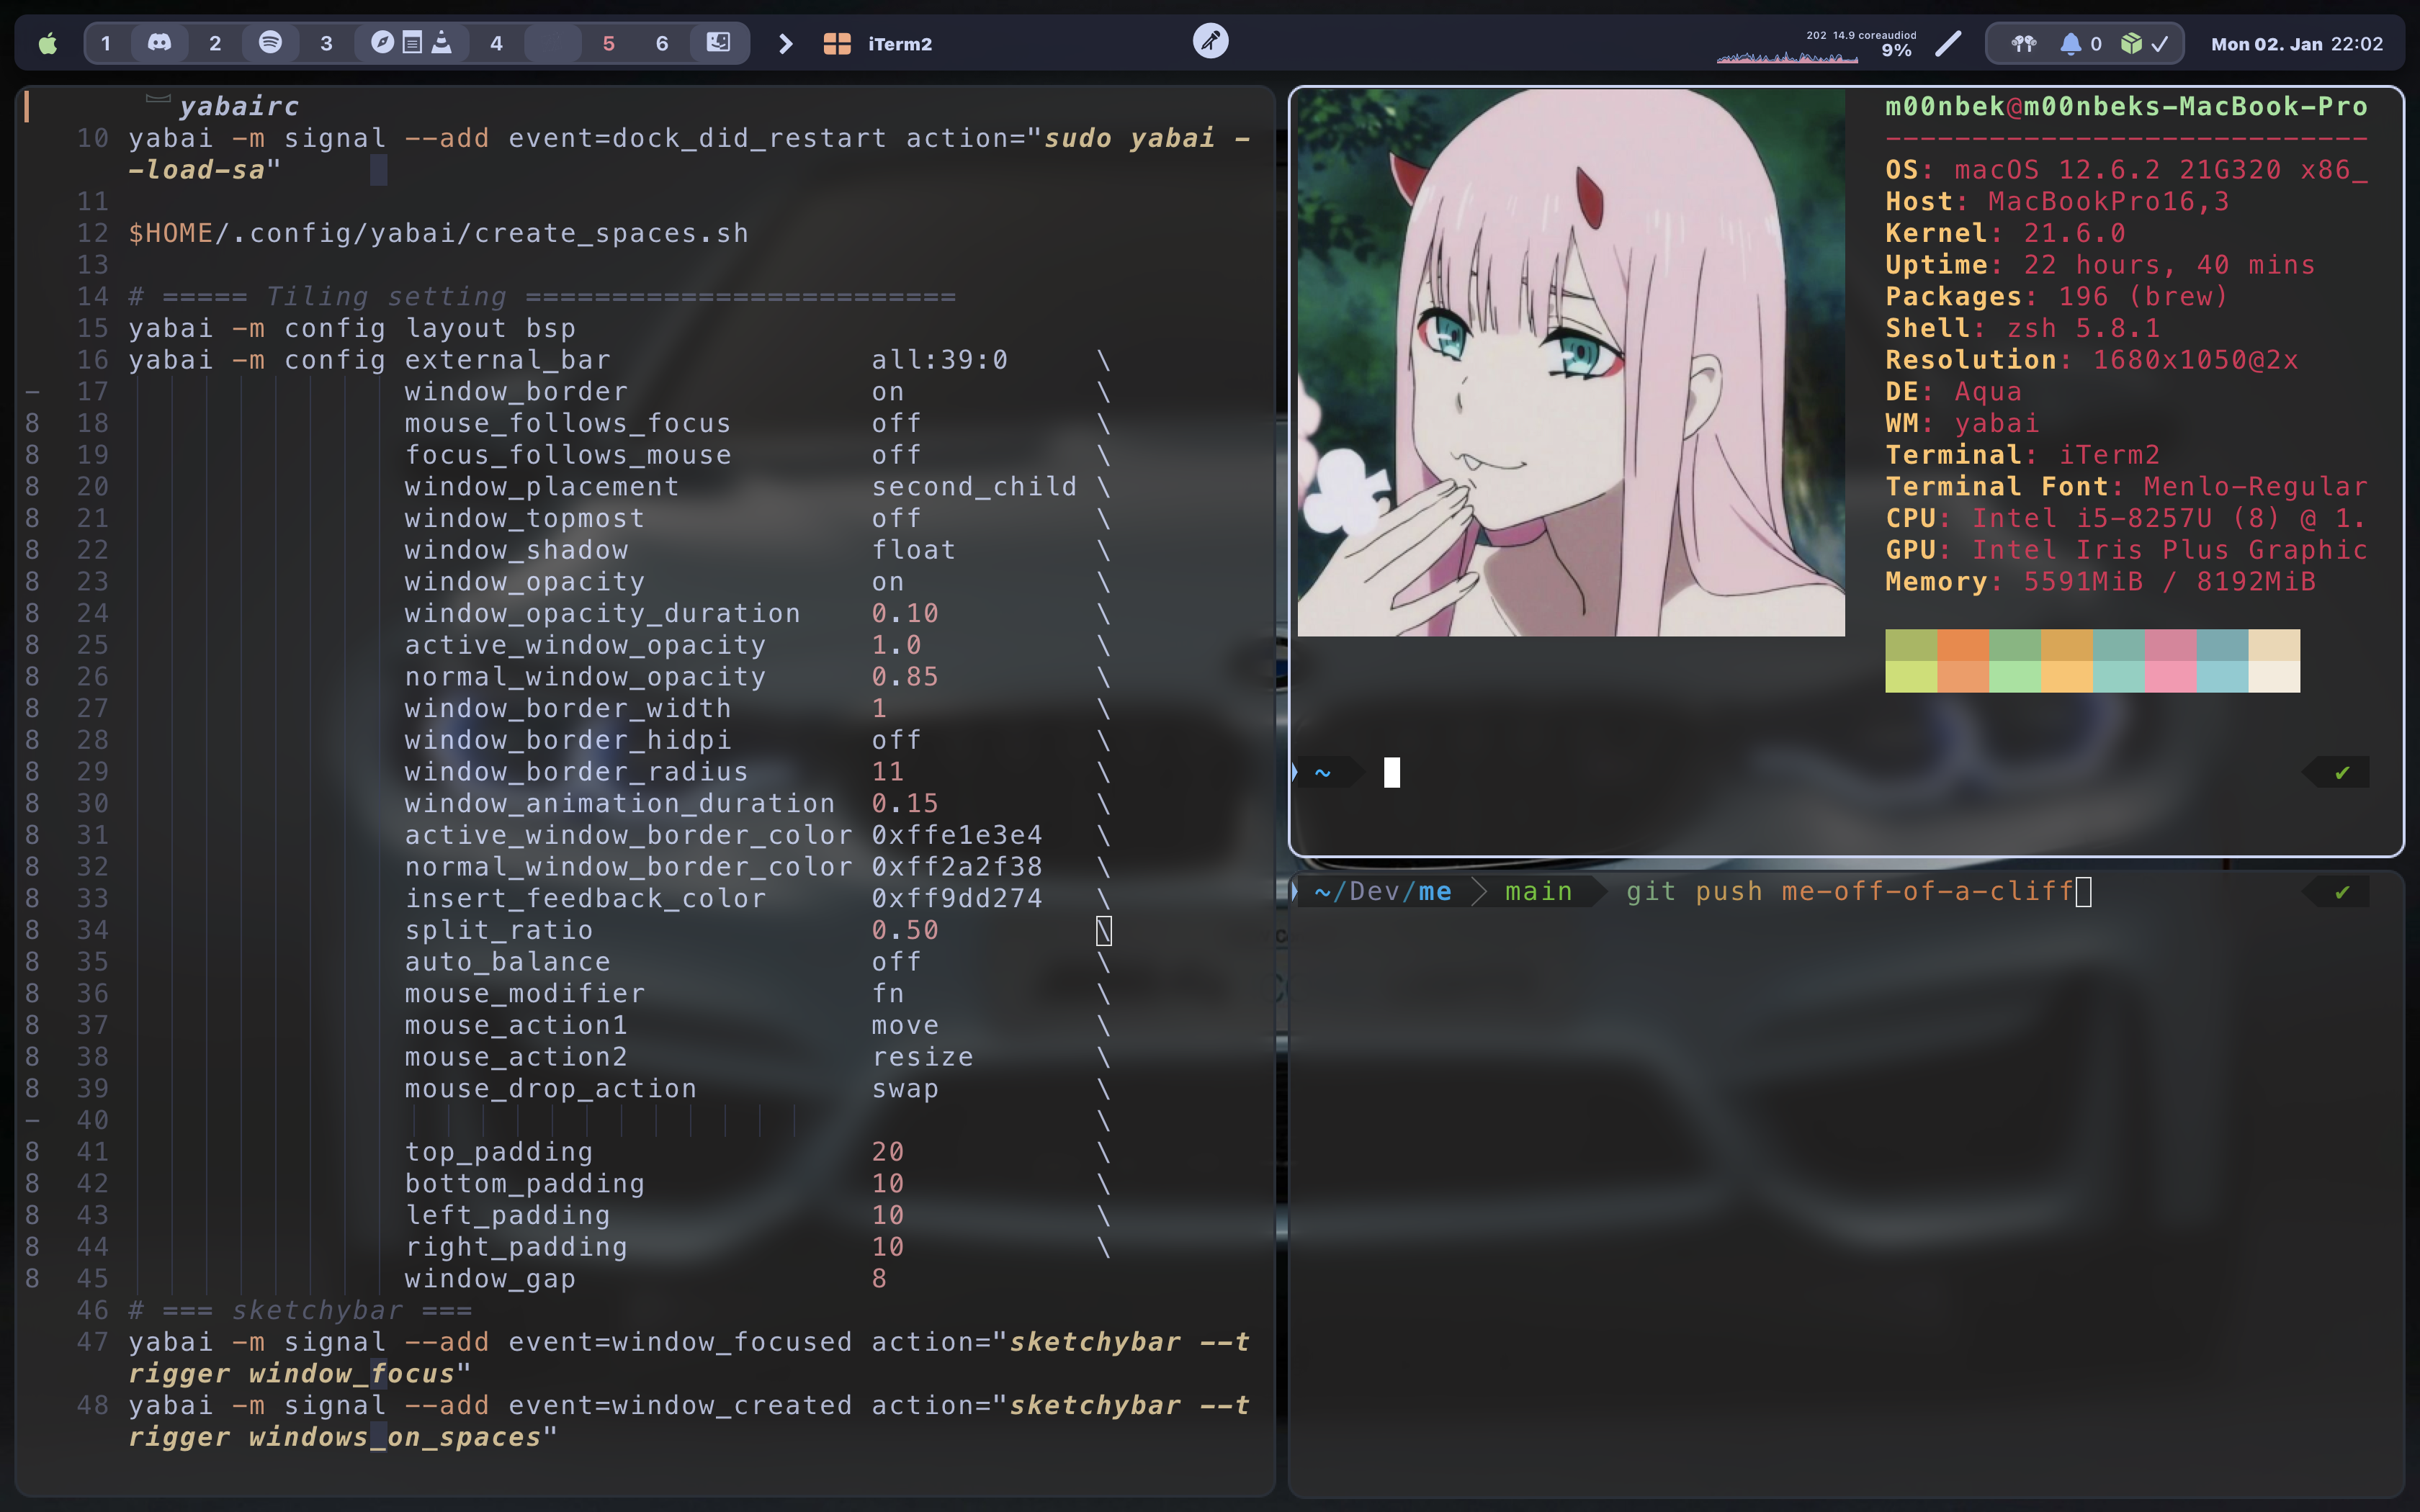 1 2 3 4 5 6 iTerm2
202 14.9 coreaudiod
9% 0 Mon 02. Jan 22:02
yabairc
10 yabai -m signal --add event=dock_did_restart action="sudo yabai -
-load-sa"
11
12 $HOME/.config/yabai/create_spaces.sh
13
14 # ===== Tiling setting =========================
15 yabai -m config layout bsp
16 yabai -m config external_bar all:39:0 \
- 17 window_border on \
8 18 mouse_follows_focus off \
8 19 focus_follows_mouse off \
8 20 window_placement second_child \
8 21 window_topmost off \
8 22 window_shadow float \
8 23 window_opacity on \
8 24 window_opacity_duration 0.10 \
8 25 active_window_opacity 1.0 \
8 26 normal_window_opacity 0.85 \
8 27 window_border_width 1 \
8 28 window_border_hidpi off \
8 29 window_border_radius 11 \
8 30 window_animation_duration 0.15 \
8 31 active_window_border_color 0xffe1e3e4 \
8 32 normal_window_border_color 0xff2a2f38 \
8 33 insert_feedback_color 0xff9dd274 \
8 34 split_ratio 0.50 \
8 35 auto_balance off \
8 36 mouse_modifier fn \
8 37 mouse_action1 move \
8 38 mouse_action2 resize \
8 39 mouse_drop_action swap \
- 40 \
8 41 top_padding 20 \
8 42 bottom_padding 10 \
8 43 left_padding 10 \
8 44 right_padding 10 \
8 45 window_gap 8
46 # === sketchybar ===
47 yabai -m signal --add event=window_focused action="sketchybar --t
rigger window_focus"
48 yabai -m signal --add event=window_created action="sketchybar --t
rigger windows_on_spaces"
m00nbek@m00nbeks-MacBook-Pro
----------------------------
OS: macOS 12.6.2 21G320 x86_
Host: MacBookPro16,3
Kernel: 21.6.0
Uptime: 22 hours, 40 mins
Packages: 196 (brew)
Shell: zsh 5.8.1
Resolution: 1680x1050@2x
DE: Aqua
WM: yabai
Terminal: iTerm2
Terminal Font: Menlo-Regular
CPU: Intel i5-8257U (8) @ 1.
GPU: Intel Iris Plus Graphic
Memory: 5591MiB / 8192MiB
~ ✔
~/Dev/me main git push me-off-of-a-cliff ✔